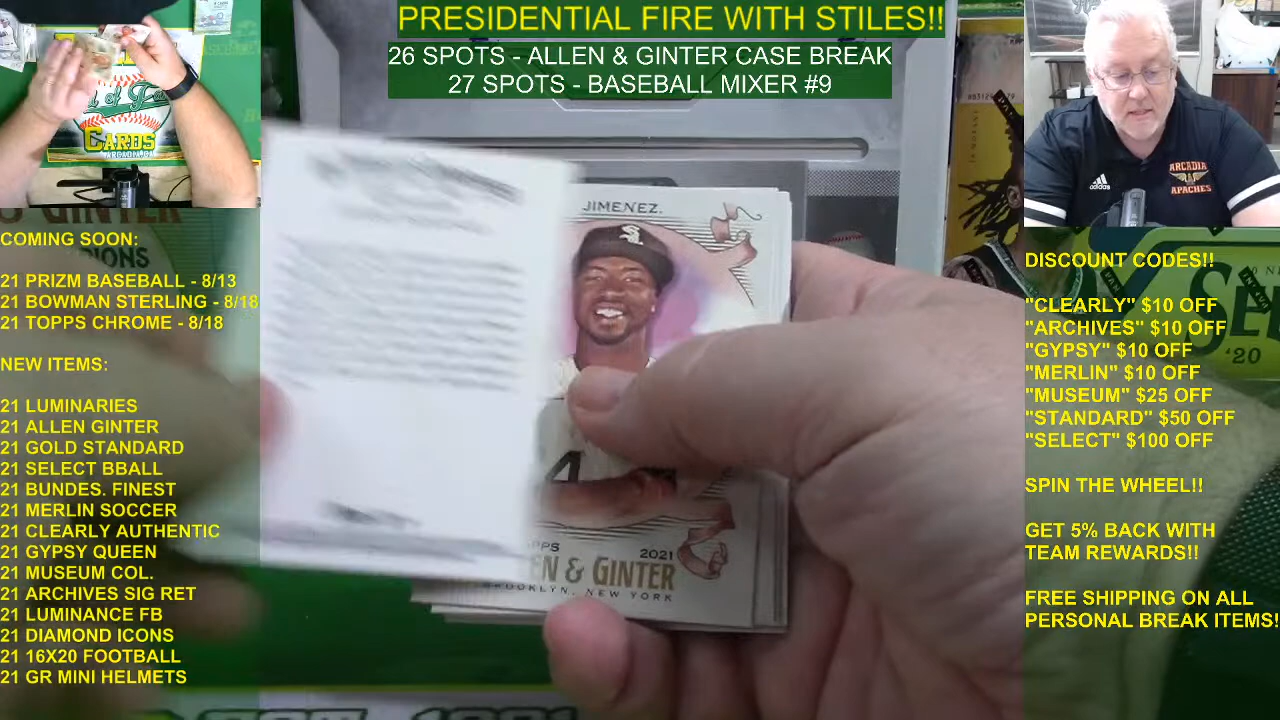 PRESIDENTIAL FIRE WITH STILES!!
26 SPOTS - ALLEN & GINTER CASE BREAK
27 SPOTS - BASEBALL MIXER #9
CARDS
COMING SOON:
21 PRIZM BASEBALL - 8/13
21 BOWMAN STERLING - 8/18
21 TOPPS CHROME - 8/18
NEW ITEMS:
21 LUMINARIES
21 ALLEN GINTER
21 GOLD STANDARD
21 SELECT BBALL
21 BUNDES. FINEST
21 MERLIN SOCCER
21 CLEARLY AUTHENTIC
21 GYPSY QUEEN
21 MUSEUM COL.
21 ARCHIVES SIG RET
21 LUMINANCE FB
21 DIAMOND ICONS
21 16X20 FOOTBALL
21 GR MINI HELMETS
JIMENEZ.
2021
& GINTER
BROOKLYN, NEW YORK
adidas
ARCADIA
APACHES
DISCOUNT CODES!!
"CLEARLY" $10 OFF
"ARCHIVES" $10 OFF
"GYPSY" $10 OFF
"MERLIN" $10 OFF
"MUSEUM" $25 OFF
"STANDARD" $50 OFF
"SELECT" $100 OFF
SPIN THE WHEEL!!
GET 5% BACK WITH
TEAM REWARDS!!
FREE SHIPPING ON ALL
PERSONAL BREAK ITEMS!
'20